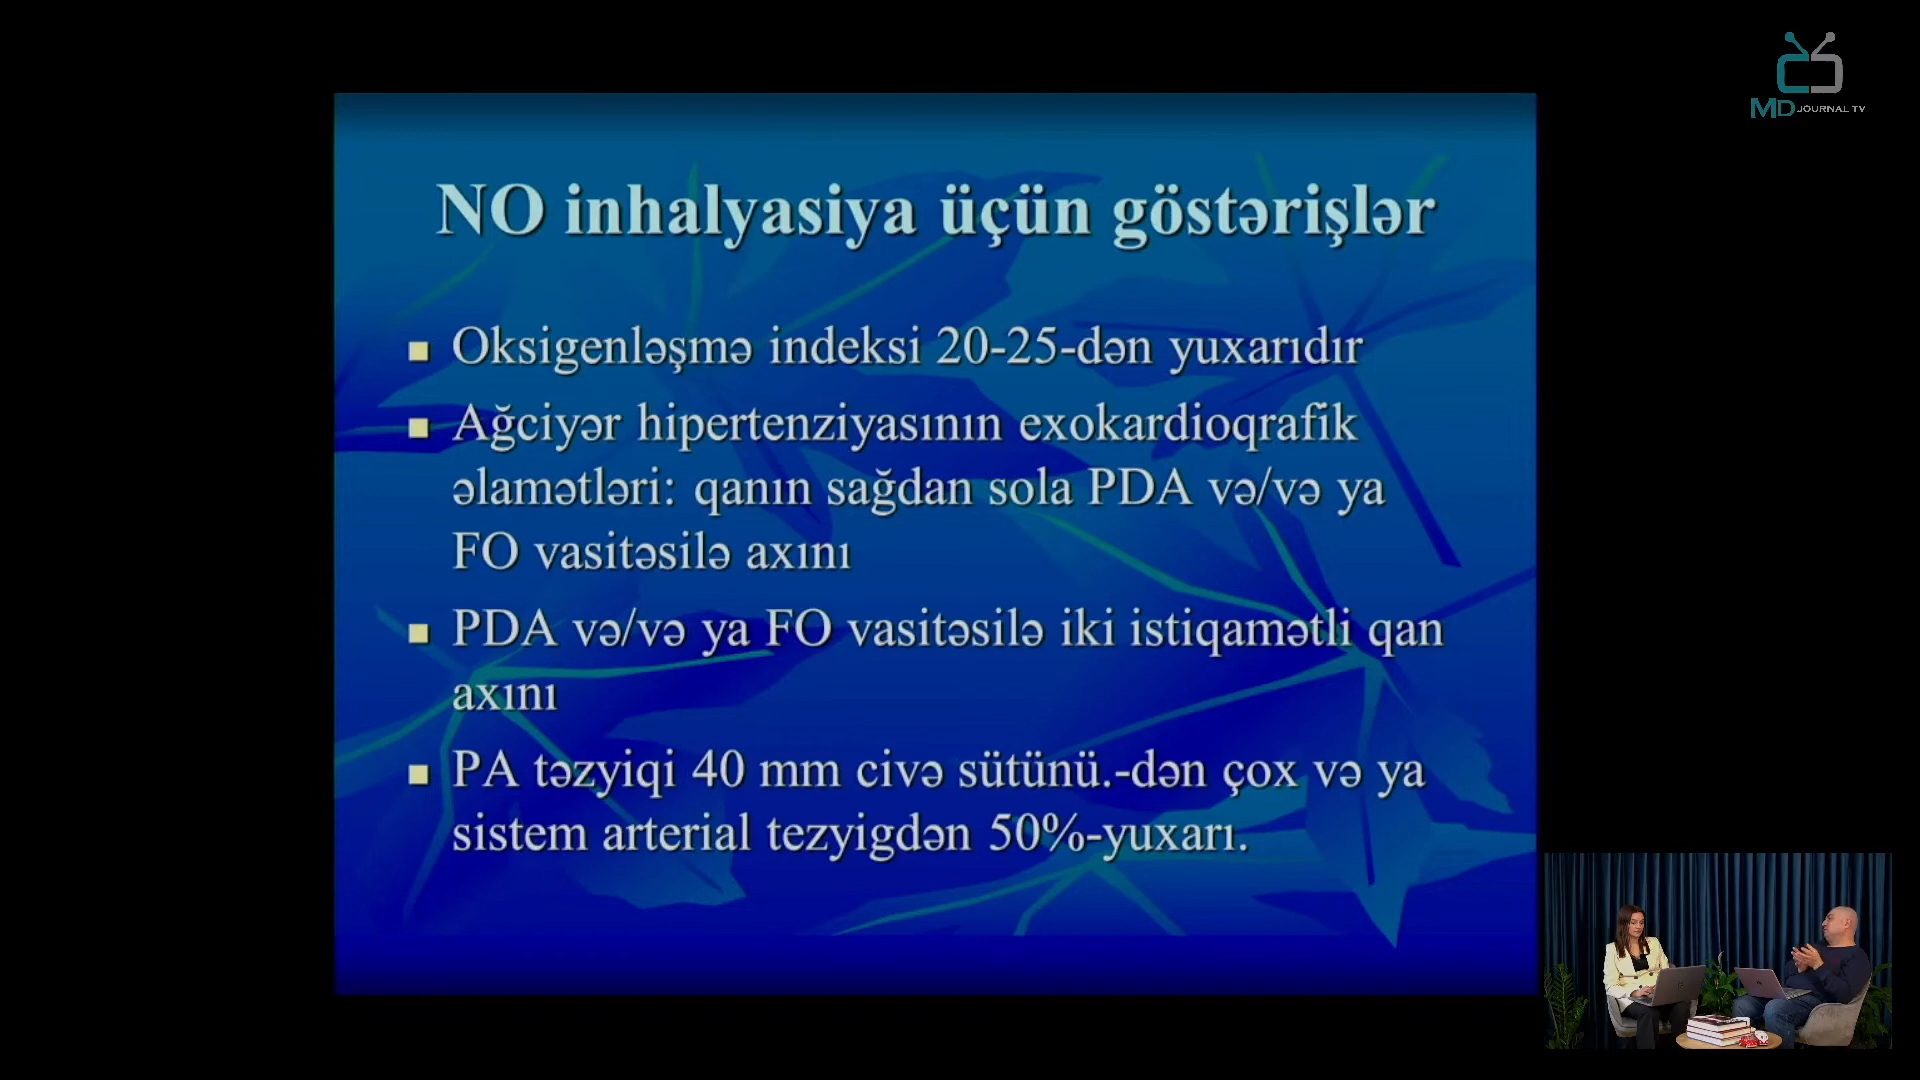 MD JOURNAL TV
NO inhalyasiya üçün göstərişlər
Oksigenləşmə indeksi 20-25-dən yuxarıdır
Ağciyər hipertenziyasının exokardioqrafik
əlamətləri: qanın sağdan sola PDA və/və ya
FO vasitəsilə axını
PDA və/və ya FO vasitəsilə iki istiqamətli qan
axını
PA təzyiqi 40 mm civə sütünü.-dən çox və ya
sistem arterial tezyigdən 50%-yuxarı.